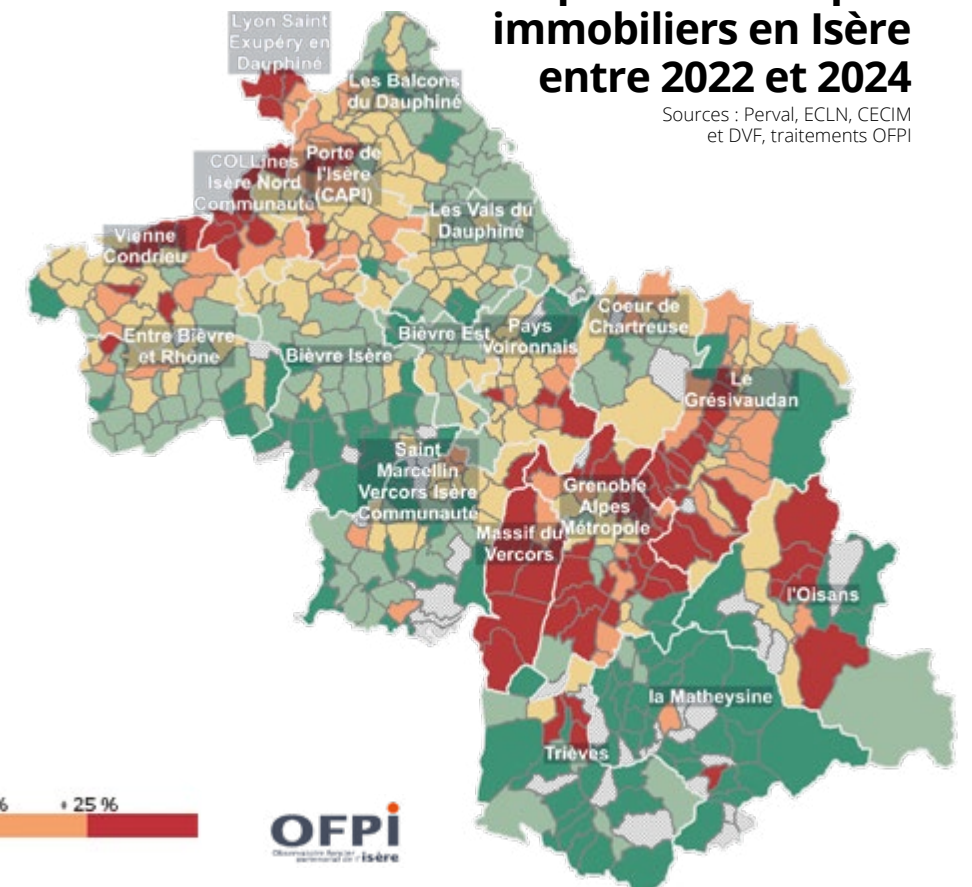 immobiliers en Isère
entre 2022 et 2024
Sources : Perval, ECLN, CECIM
et DVF, traitements OFPI
Lyon Saint
Exupéry en
Dauphiné
Les Balcons
du Dauphiné
COLLines
Isère Nord
Communauté
Porte de
l'Isère
(CAPI)
Les Vals du
Dauphiné
Vienne
Condrieu
Entre Bièvre
et Rhône
Bièvre Isère
Bièvre Est
Pays
Voironnais
Coeur de
Chartreuse
Le
Grésivaudan
Saint
Marcellin
Vercors Isère
Communauté
Grenoble
Alpes
Métropole
Massif du
Vercors
l'Oisans
la Matheysine
Trièves
%
25 %
OFPI
isère